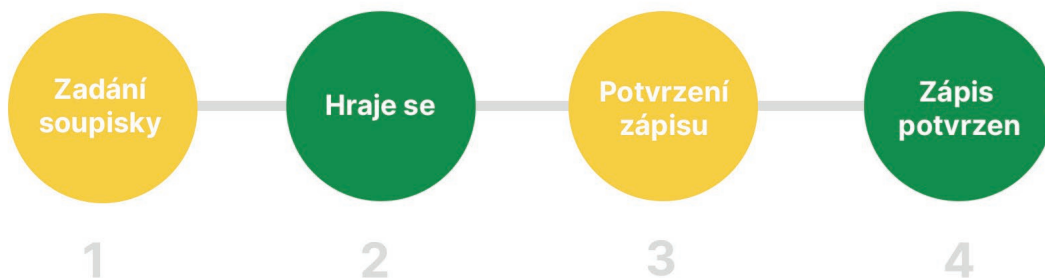 Zadání
soupisky
Hraje se
Potvrzení
zápisu
Zápis
potvrzen
1
2
3
4